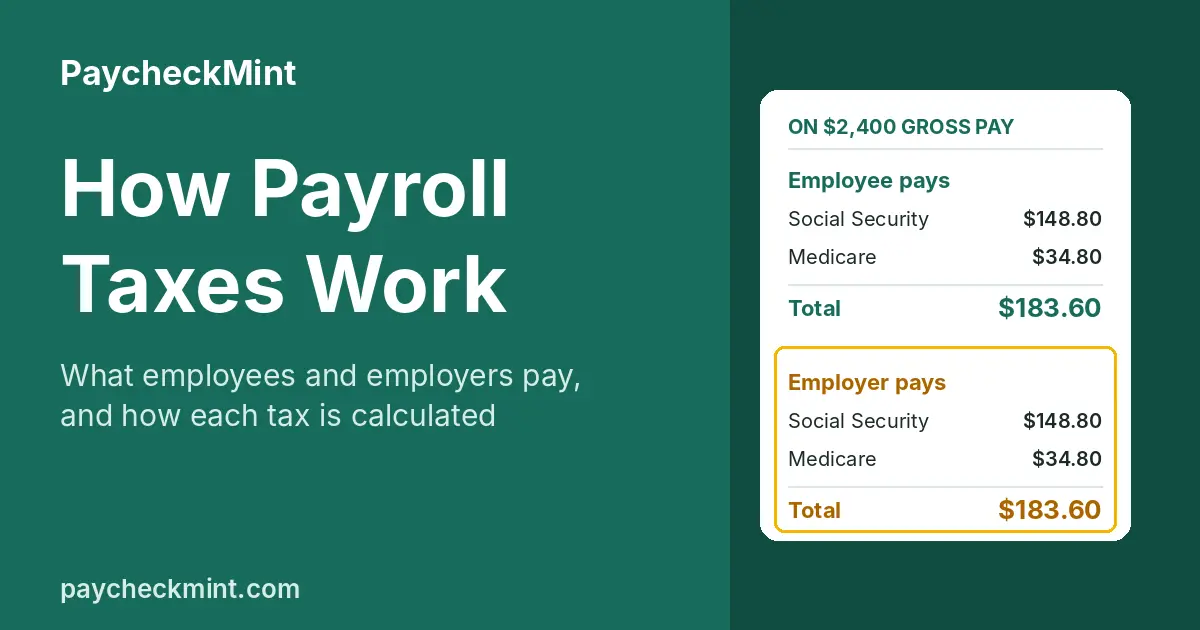 PaycheckMint
How Payroll
Taxes Work
What employees and employers pay,
and how each tax is calculated
paycheckmint.com
ON $2,400 GROSS PAY
Employee pays
Social Security $148.80
Medicare $34.80
Total $183.60
Employer pays
Social Security $148.80
Medicare $34.80
Total $183.60